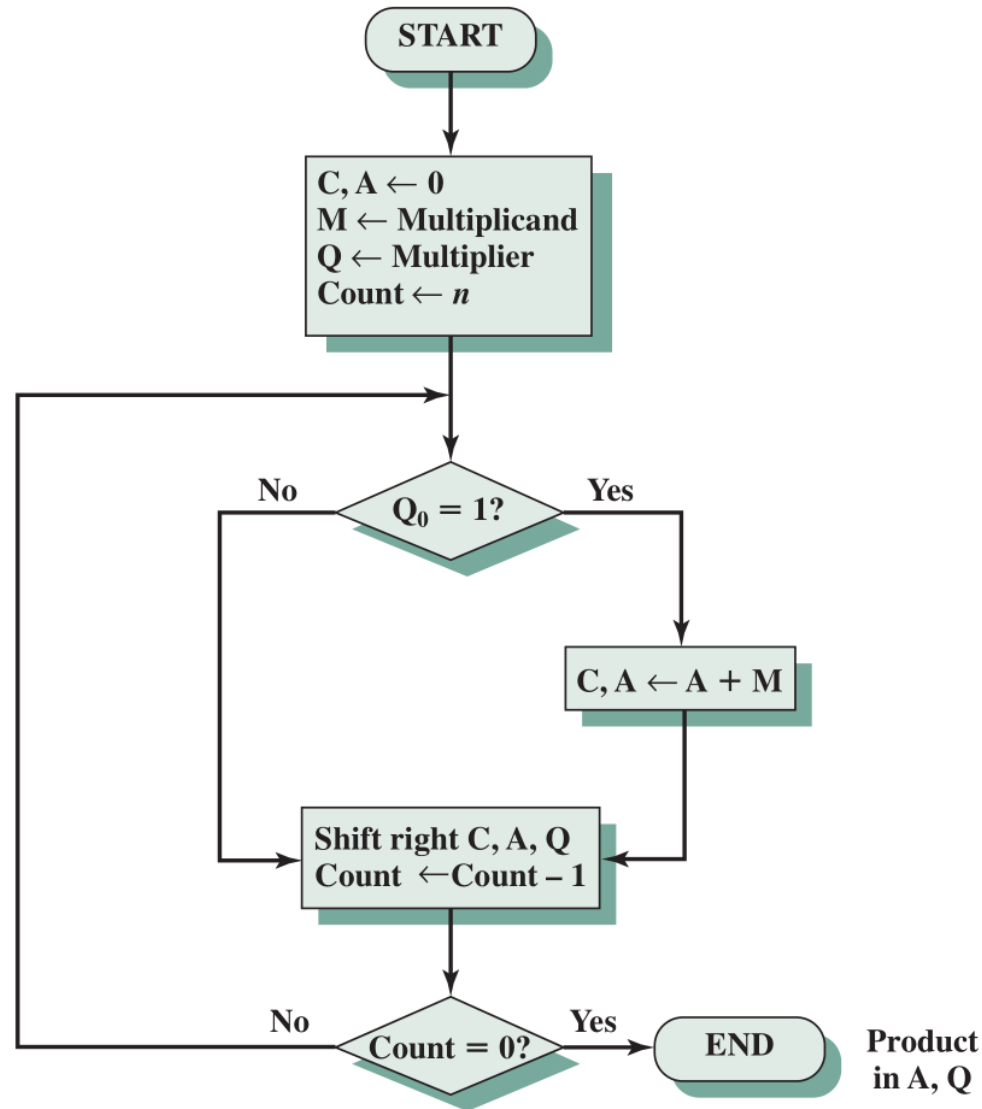 START
C, A ← 0
M ← Multiplicand
Q ← Multiplier
Count ← n
No
Yes
Q₀ = 1?
C, A ← A + M
Shift right C, A, Q
Count ←Count – 1
No
Yes
Count = 0?
END
Product
in A, Q